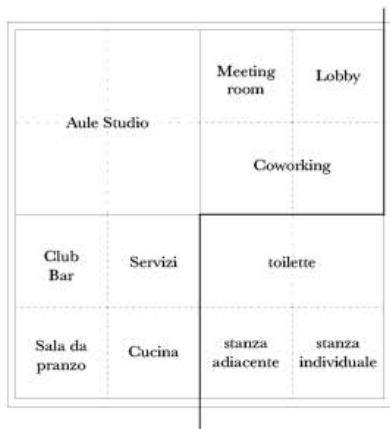 Meeting
room
Lobby
Aule Studio
Coworking
Club
Bar
Servizi
toilette
Sala da
pranzo
Cucina
stanza
adiacente
stanza
individuale